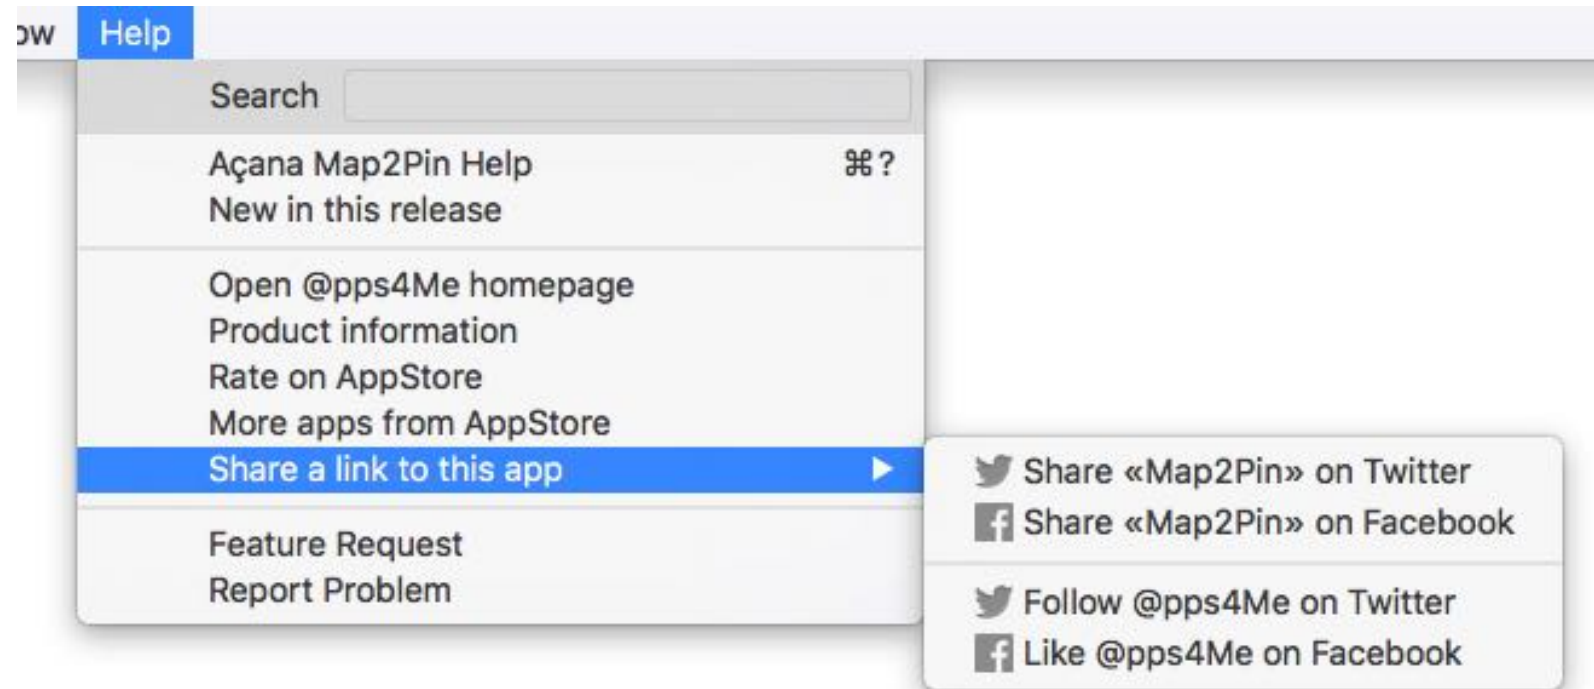 ow Help
Search
Açana Map2Pin Help ⌘?
New in this release
Open @pps4Me homepage
Product information
Rate on AppStore
More apps from AppStore
Share a link to this app ▶
Share «Map2Pin» on Twitter
Share «Map2Pin» on Facebook
Feature Request
Report Problem
Follow @pps4Me on Twitter
Like @pps4Me on Facebook